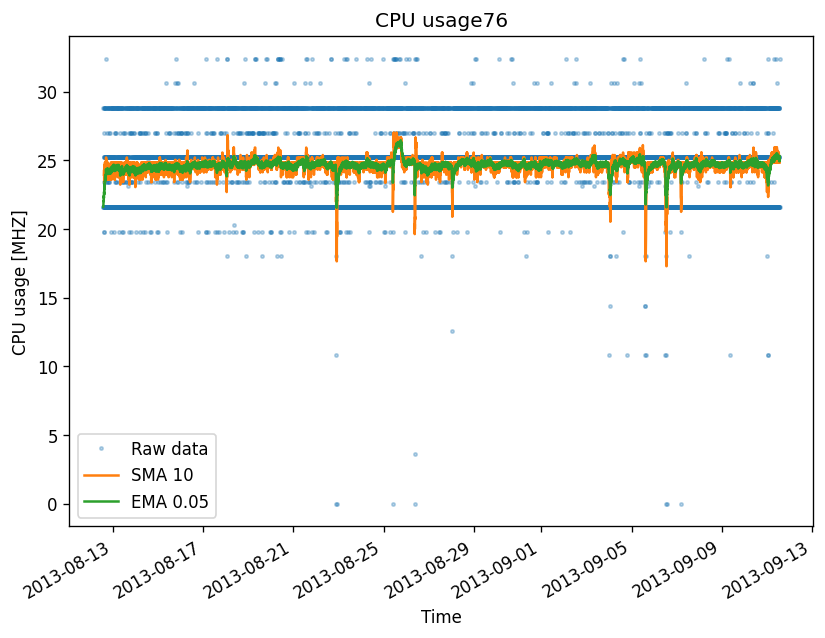 CPU usage76
CPU usage [MHZ]
30
25
20
15
10
5
0
Raw data
SMA 10
EMA 0.05
2013-08-13
2013-08-17
2013-08-21
2013-08-25
2013-08-29
2013-09-01
2013-09-05
2013-09-09
2013-09-13
Time